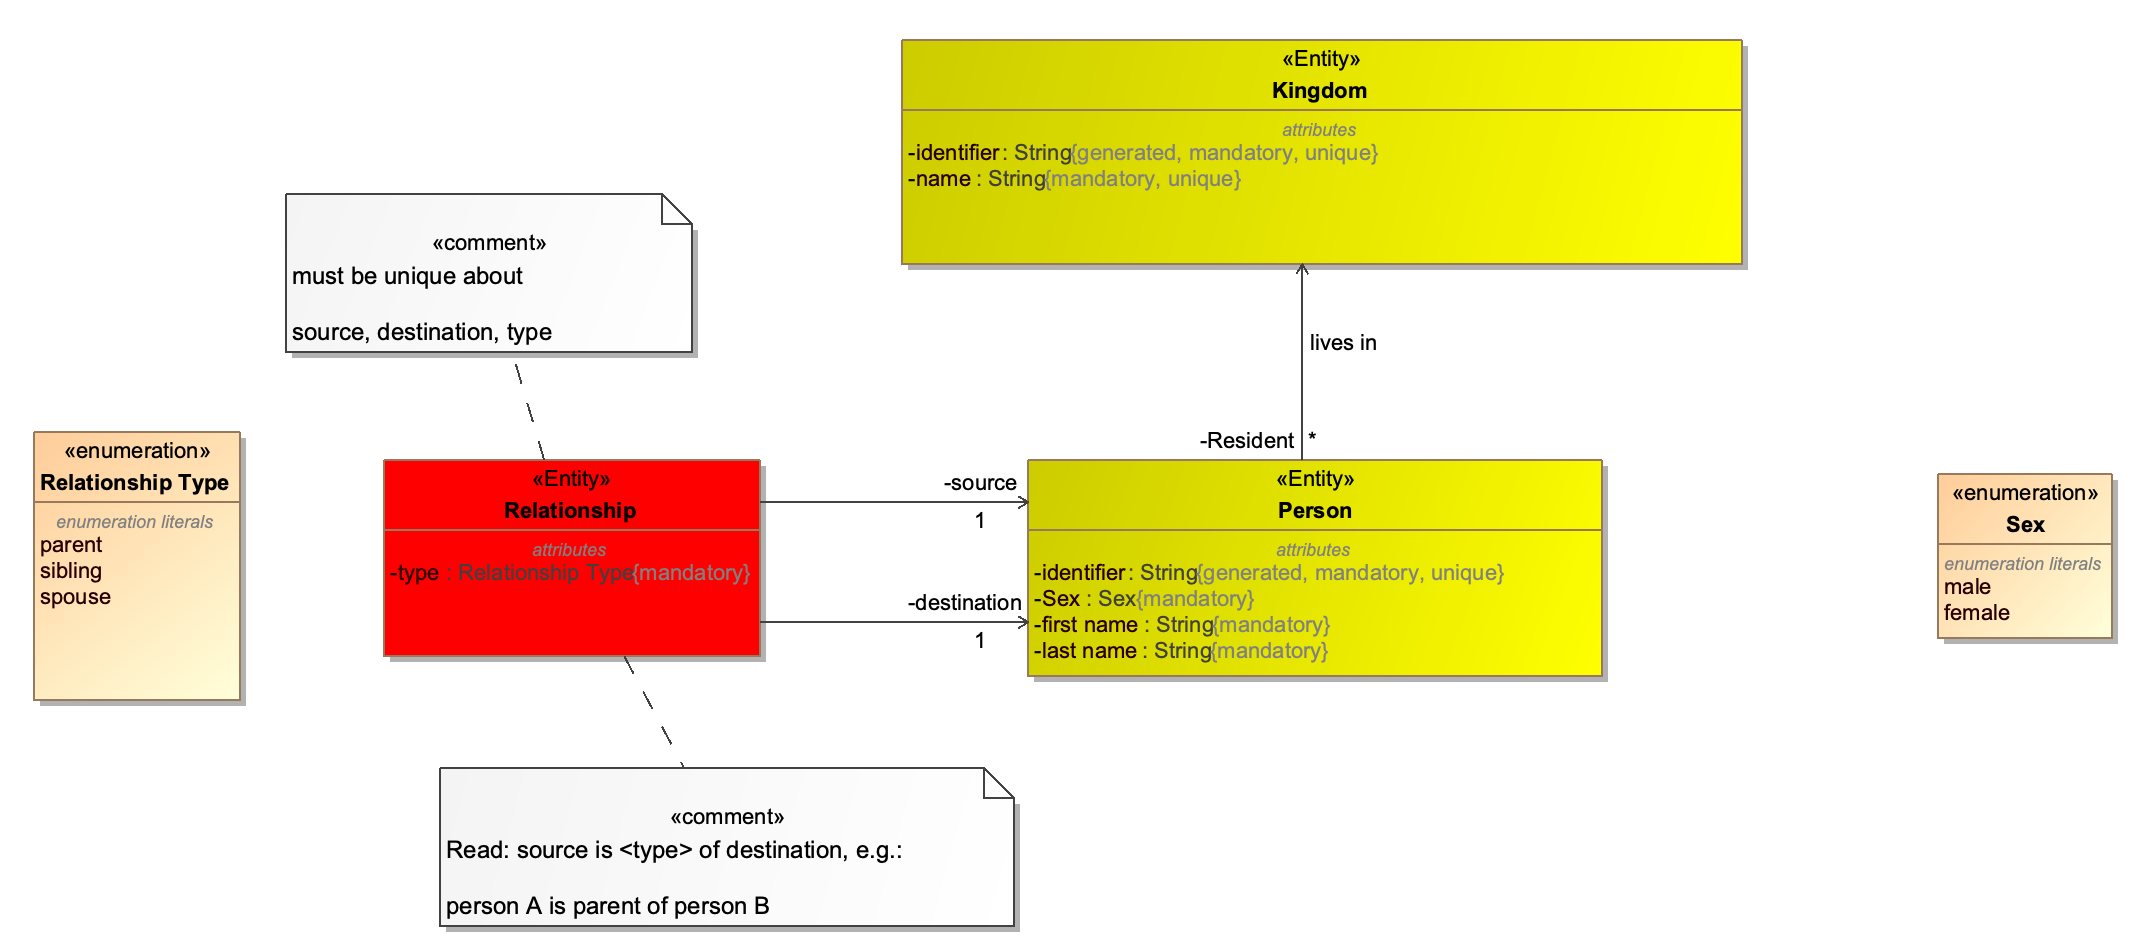 «Entity»
Kingdom
attributes
-identifier : String{generated, mandatory, unique}
-name : String{mandatory, unique}
«comment»
must be unique about
source, destination, type
lives in
-Resident *
«enumeration»
Relationship Type
enumeration literals
parent
sibling
spouse
«Entity»
Relationship
attributes
-type : Relationship Type{mandatory}
-source
1
-destination
1
«Entity»
Person
attributes
-identifier : String{generated, mandatory, unique}
-Sex : Sex{mandatory}
-first name : String{mandatory}
-last name : String{mandatory}
«enumeration»
Sex
enumeration literals
male
female
«comment»
Read: source is <type> of destination, e.g.:
person A is parent of person B